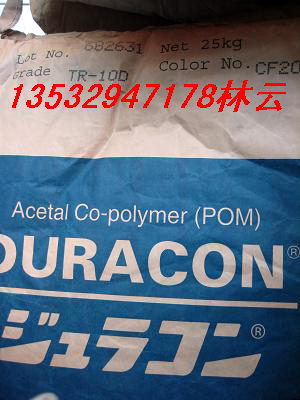 Lot No. 682631 Net 25kg
Grade TR-10D Color No. CF20
13532947178林云
Acetal Co-polymer (POM)
DURACON®
ジュラコン®